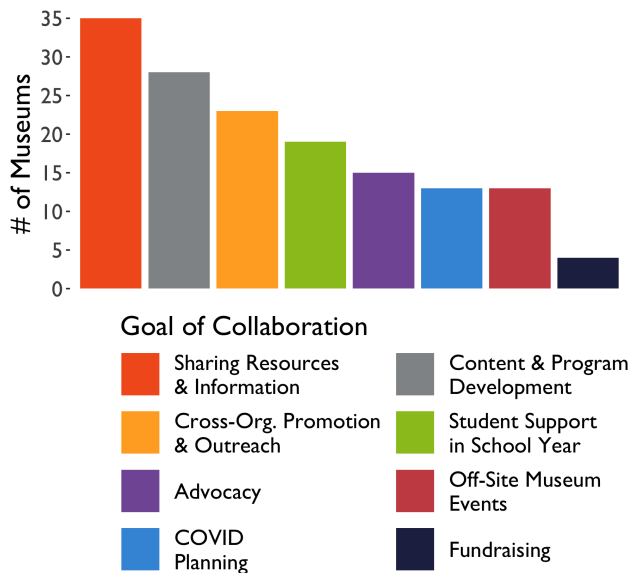 35
30
25
20
15
10
5
0
# of Museums
Goal of Collaboration
Sharing Resources
& Information
Content & Program
Development
Cross-Org. Promotion
& Outreach
Student Support
in School Year
Advocacy
Off-Site Museum
Events
COVID
Planning
Fundraising